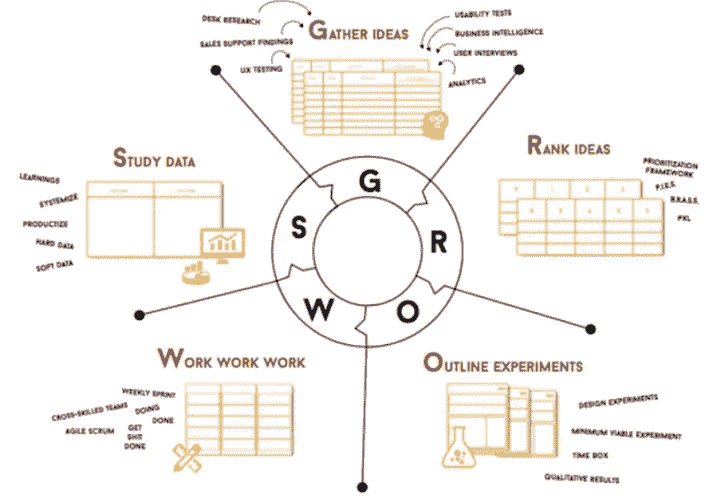 GATHER IDEAS
DESK RESEARCH
SALES SUPPORT FINDINGS
UX TESTING
USABILITY TESTS
BUSINESS INTELLIGENCE
USER INTERVIEWS
ANALYTICS
RANK IDEAS
PRIORITIZATION
FRAMEWORK
P.I.E.S.
B.R.A.S.S.
PXL
OUTLINE EXPERIMENTS
DESIGN EXPERIMENTS
MINIMUM VIABLE EXPERIMENT
TIME BOX
QUALITATIVE RESULTS
WORK WORK WORK
WEEKLY SPRINT
CROSS-SKILLED TEAMS
DOING
DONE
AGILE SCRUM
GET
SHIT
DONE
STUDY DATA
LEARNINGS
SYSTEMIZE
PRODUCTIZE
HARD DATA
SOFT DATA
G
R
O
W
S